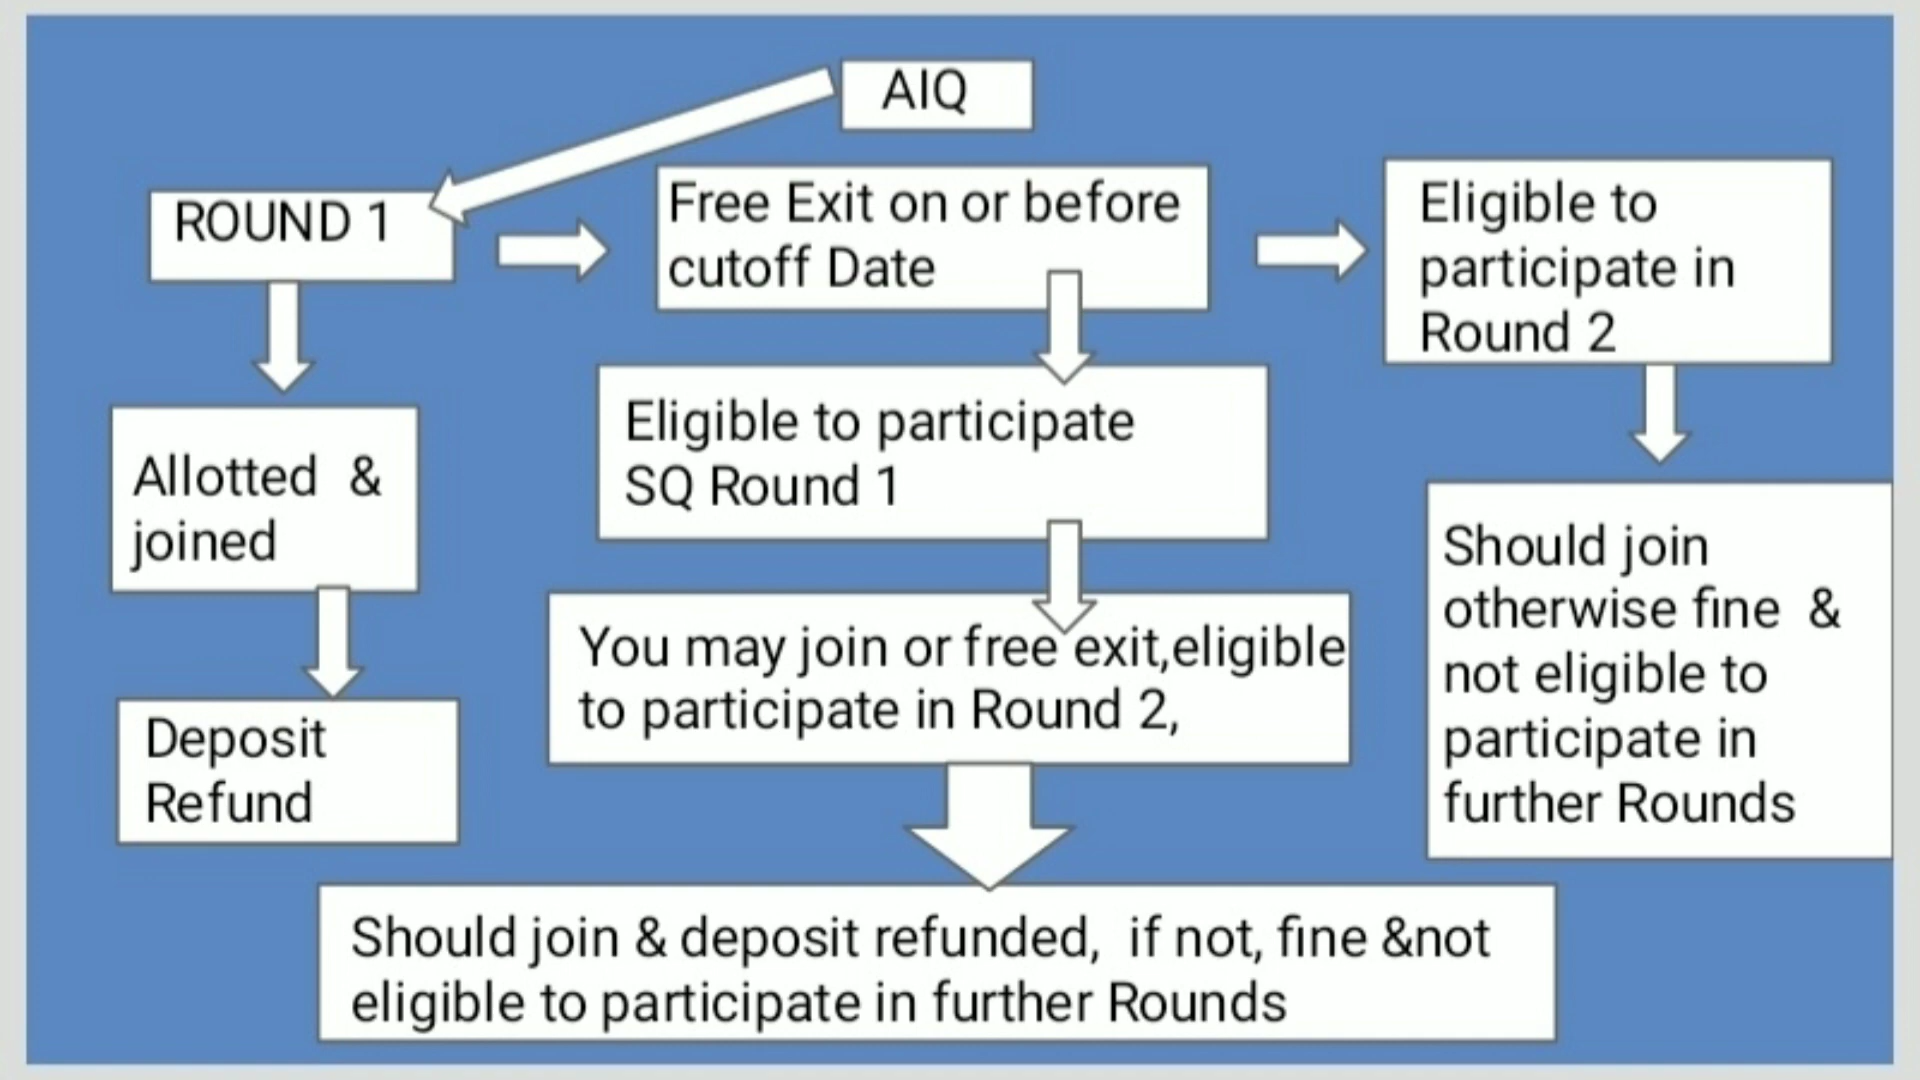 AIQ
ROUND 1
Free Exit on or before
cutoff Date
Eligible to
participate in
Round 2
Allotted &
joined
Eligible to participate
SQ Round 1
Should join
otherwise fine &
not eligible to
participate in
further Rounds
You may join or free exit,eligible
to participate in Round 2,
Deposit
Refund
Should join & deposit refunded, if not, fine &not
eligible to participate in further Rounds